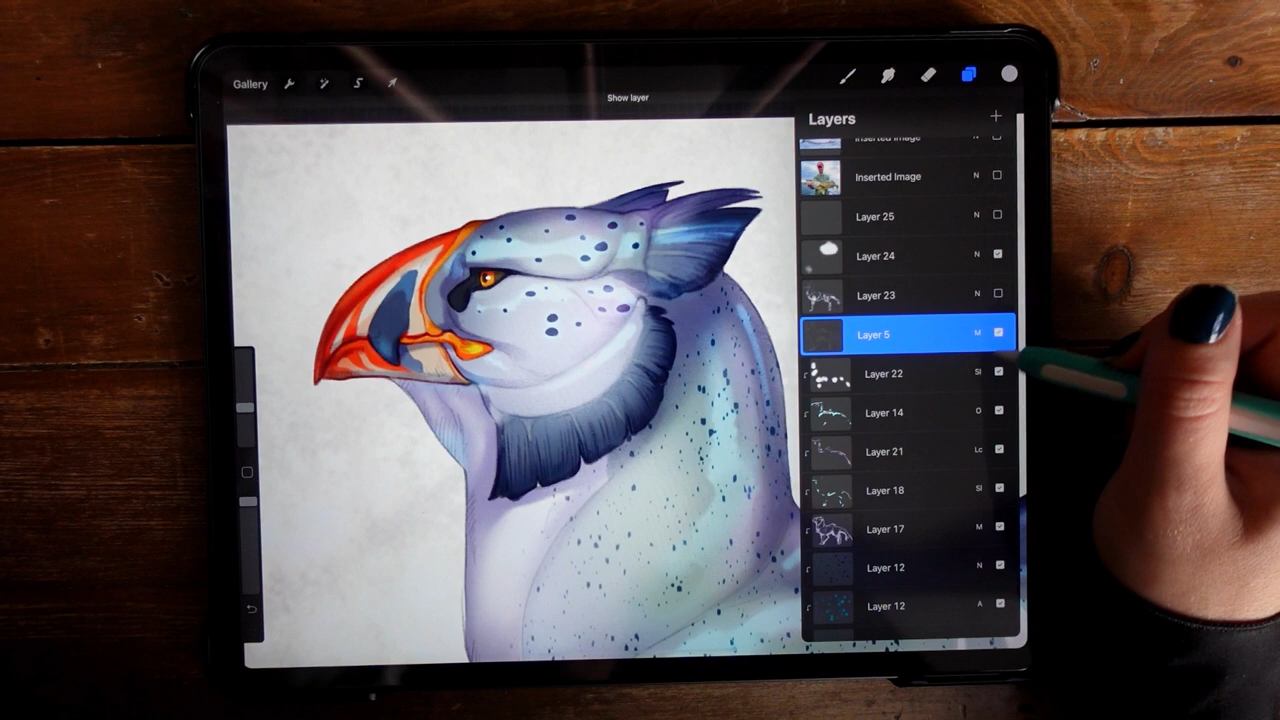 Gallery
Show layer
Layers
Inserted Image N
Inserted Image N
Layer 25 N
Layer 24 N
Layer 23 N
Layer 5 M
Layer 22 Sl
Layer 14 O
Layer 21 Lc
Layer 18 Sl
Layer 17 M
Layer 12 N
Layer 12 A